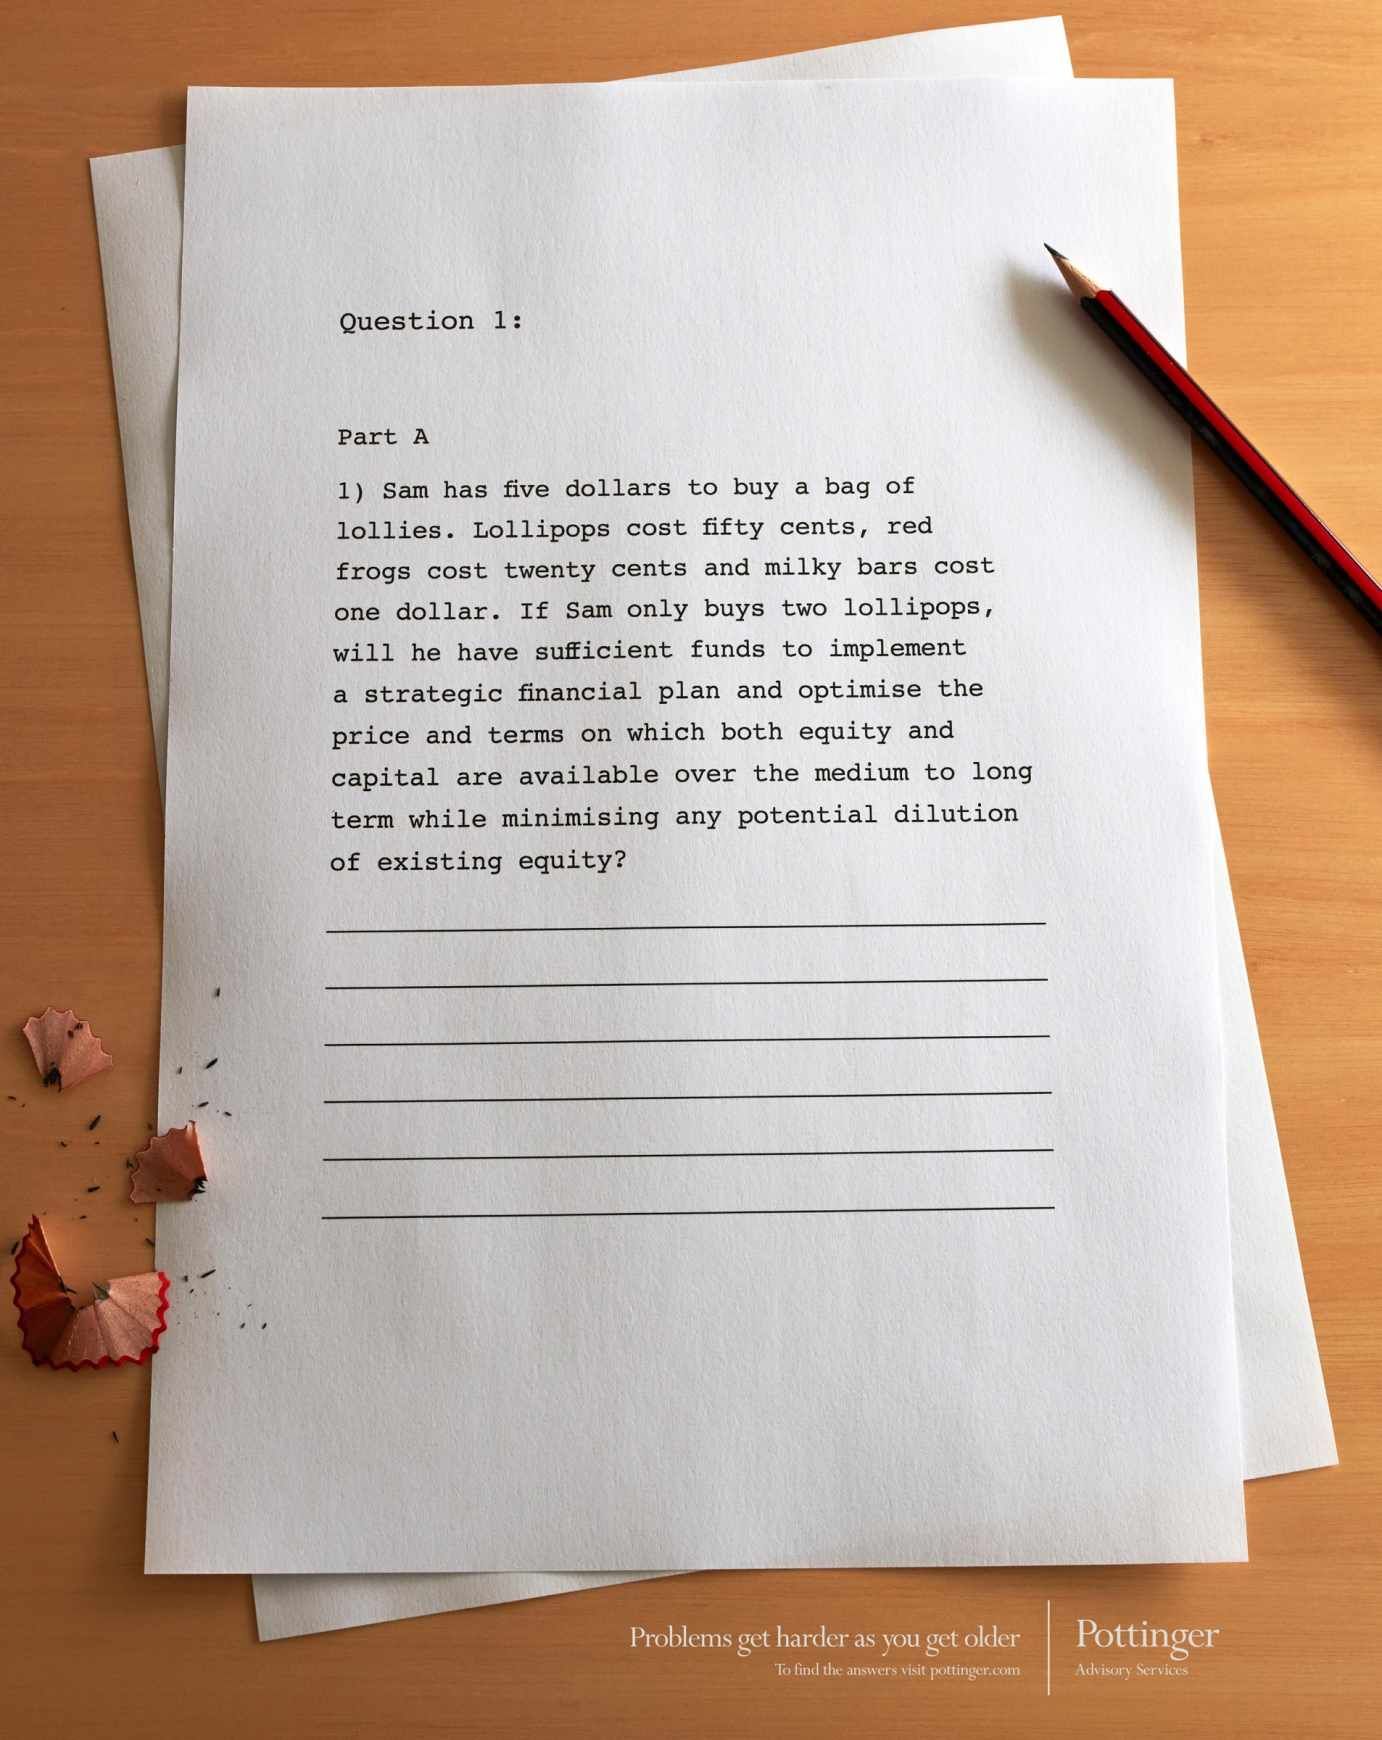 Question 1:
Part A
1) Sam has five dollars to buy a bag of
lollies. Lollipops cost fifty cents, red
frogs cost twenty cents and milky bars cost
one dollar. If Sam only buys two lollipops,
will he have sufficient funds to implement
a strategic financial plan and optimise the
price and terms on which both equity and
capital are available over the medium to long
term while minimising any potential dilution
of existing equity?
Problems get harder as you get older
To find the answers visit pottinger.com
Pottinger
Advisory Services